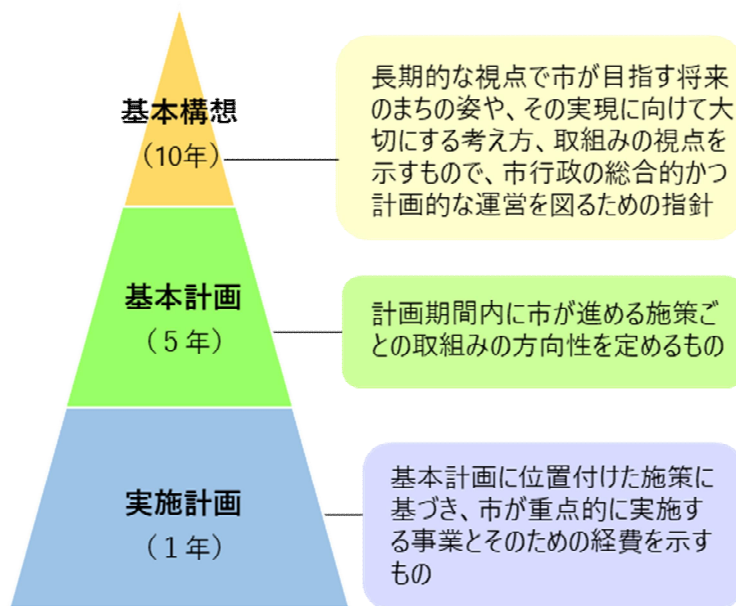 基本構想
（10年）
長期的な視点で市が目指す将来
のまちの姿や、その実現に向けて大
切にする考え方、取組みの視点を
示すもので、市行政の総合的かつ
計画的な運営を図るための指針
基本計画
（５年）
計画期間内に市が進める施策ご
との取組みの方向性を定めるもの
実施計画
（１年）
基本計画に位置付けた施策に
基づき、市が重点的に実施す
る事業とそのための経費を示す
もの